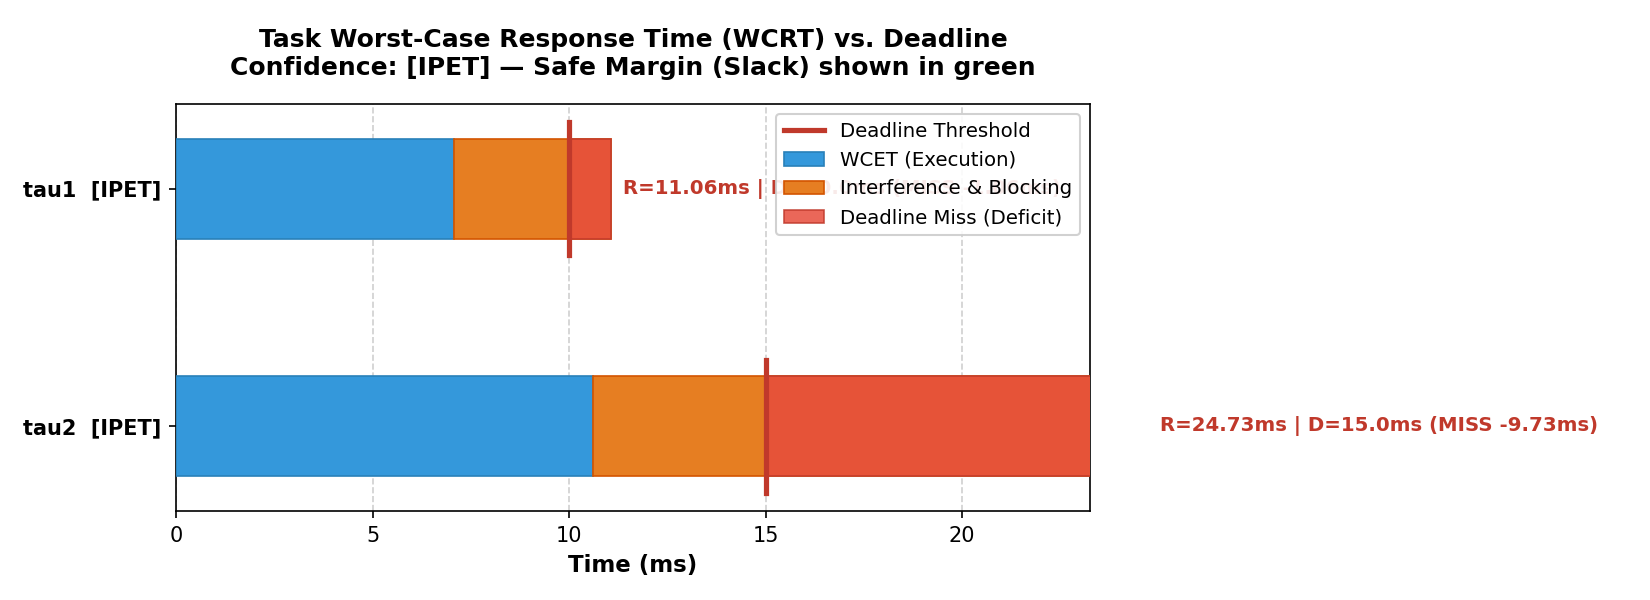 Task Worst-Case Response Time (WCRT) vs. Deadline
Confidence: [IPET] — Safe Margin (Slack) shown in green
Deadline Threshold
WCET (Execution)
Interference & Blocking
Deadline Miss (Deficit)
tau1 [IPET]
R=11.06ms |
tau2 [IPET]
R=24.73ms | D=15.0ms (MISS -9.73ms)
0 5 10 15 20
Time (ms)